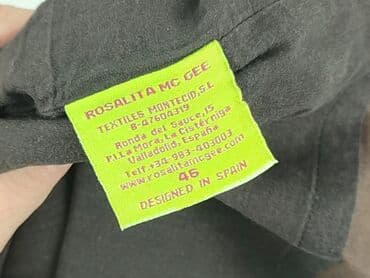 ROSALITA MC GEE
TEXTILES MONTECID,S.L
B-47604319
Ronda del Sauce,15
P.I.La Mora, La Cistérniga
Valladolid, España
Telf.+34-983-403003
www.rosalitamcgee.com
46
DESIGNED IN SPAIN